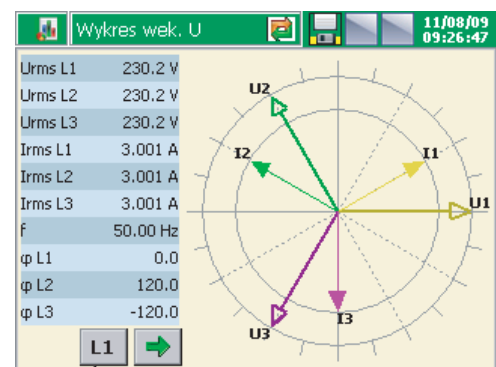 Wykres wek. U
11/08/09
09:26:47
Urms L1 230.2 V
Urms L2 230.2 V
Urms L3 230.2 V
Irms L1 3.001 A
Irms L2 3.001 A
Irms L3 3.001 A
f 50.00 Hz
φ L1 0.0
φ L2 120.0
φ L3 -120.0
L1
U2
I2
I1
U1
I3
U3